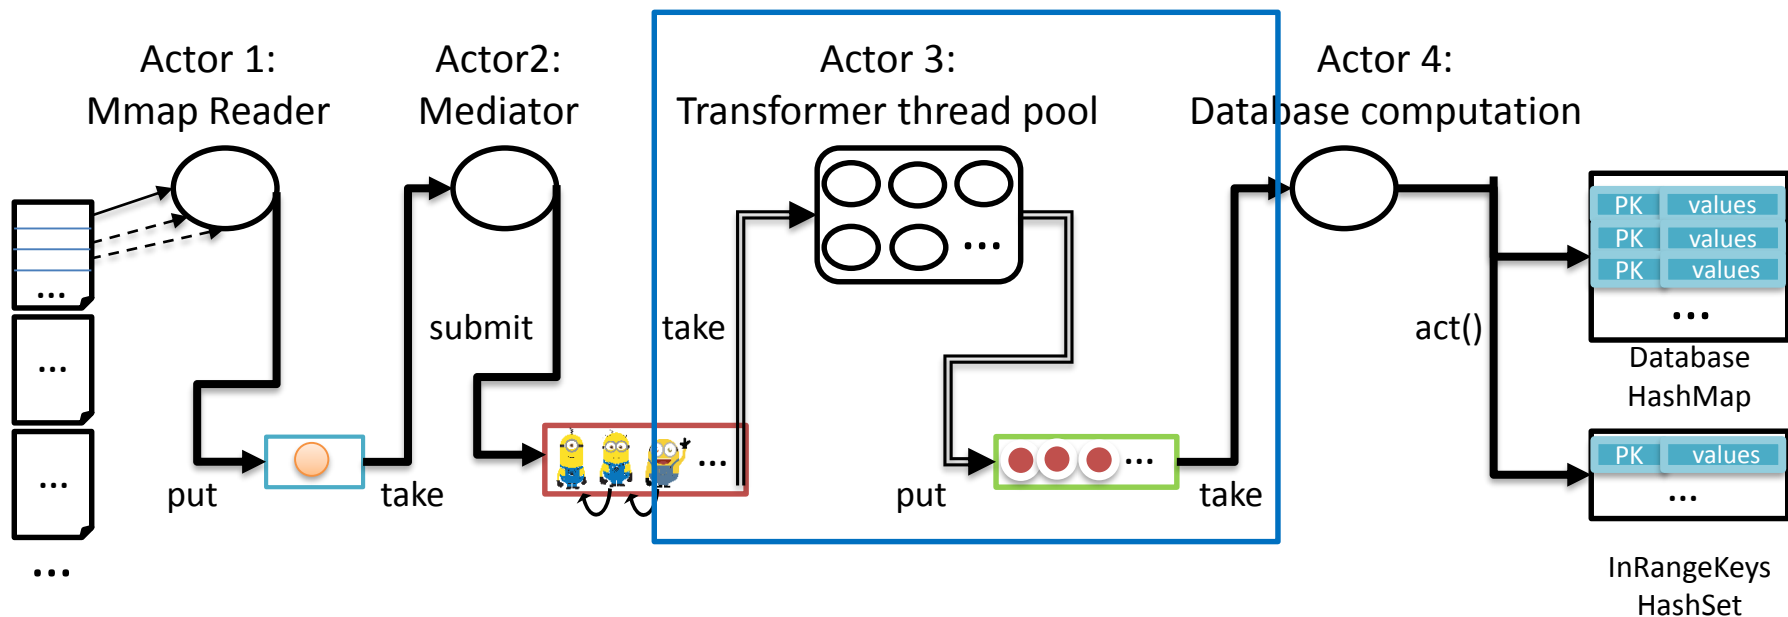 Actor 1:
Mmap Reader
Actor2:
Mediator
Actor 3:
Transformer thread pool
Actor 4:
Database computation
...
...
...
...
put
take
submit
...
take
...
put
...
take
act()
PK values
PK values
PK values
...
Database
HashMap
PK values
...
InRangeKeys
HashSet